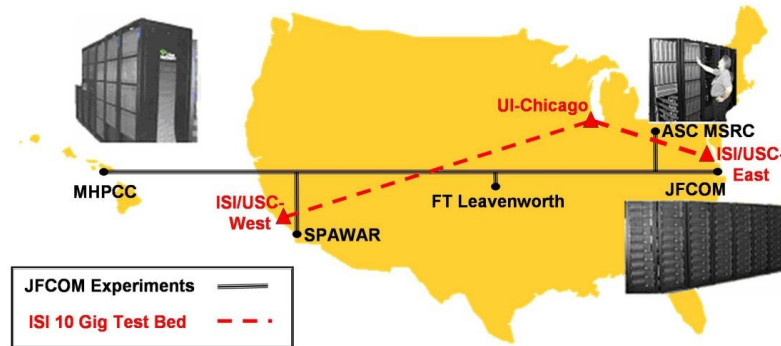 UI-Chicago
ASC MSRC
ISI/USC-
East
MHPCC
ISI/USC-
West
FT Leavenworth
JFCOM
SPAWAR
JFCOM Experiments
ISI 10 Gig Test Bed